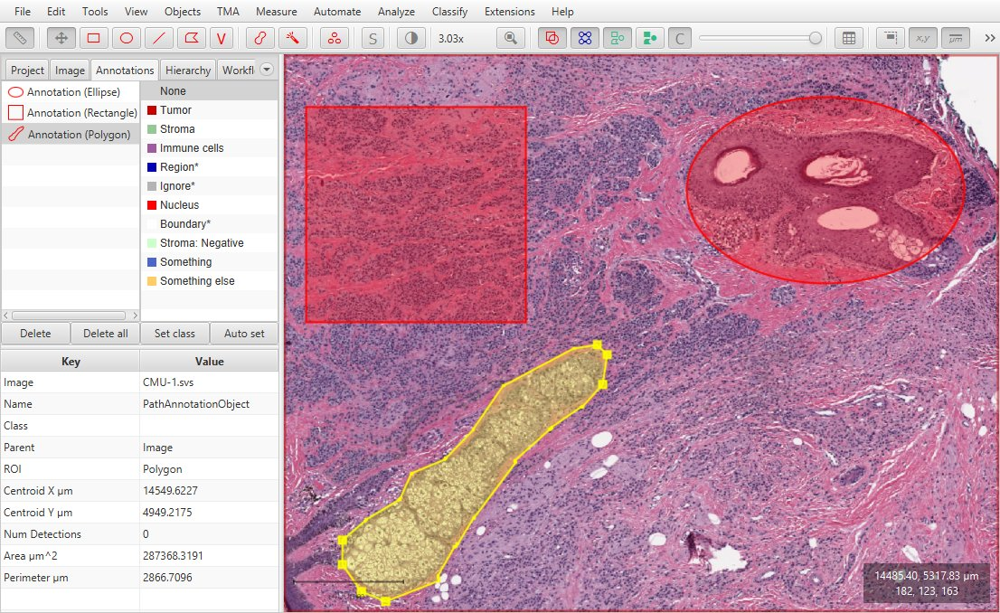 File Edit Tools View Objects TMA Measure Automate Analyze Classify Extensions Help
V S 3.03x C x,y µm
Project Image Annotations Hierarchy Workfl
Annotation (Ellipse)
Annotation (Rectangle)
Annotation (Polygon)
None
Tumor
Stroma
Immune cells
Region*
Ignore*
Nucleus
Boundary*
Stroma: Negative
Something
Something else
Delete Delete all Set class Auto set
Key Value
Image CMU-1.svs
Name PathAnnotationObject
Class
Parent Image
ROI Polygon
Centroid X µm 14549.6227
Centroid Y µm 4949.2175
Num Detections 0
Area µm^2 287368.3191
Perimeter µm 2866.7096
14485.40, 5317.83 µm
182, 123, 163